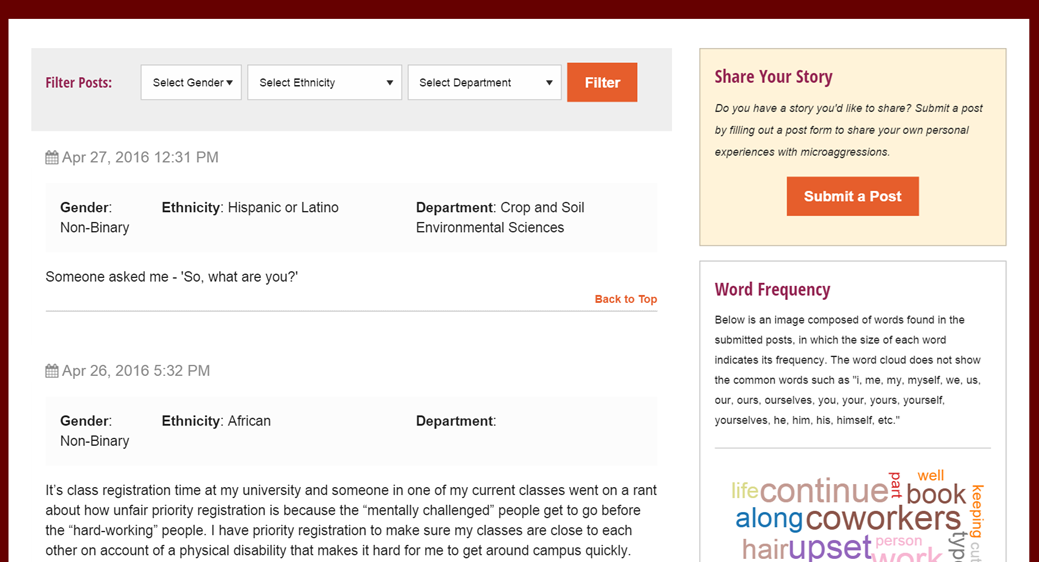 Filter Posts: Select Gender Select Ethnicity Select Department Filter
Apr 27, 2016 12:31 PM
Gender: Ethnicity: Hispanic or Latino Department: Crop and Soil
Non-Binary Environmental Sciences
Someone asked me - 'So, what are you?'
Back to Top
Apr 26, 2016 5:32 PM
Gender: Ethnicity: African Department:
Non-Binary
It’s class registration time at my university and someone in one of my current classes went on a rant
about how unfair priority registration is because the “mentally challenged” people get to go before
the “hard-working” people. I have priority registration to make sure my classes are close to each
other on account of a physical disability that makes it hard for me to get around campus quickly.
Share Your Story
Do you have a story you'd like to share? Submit a post
by filling out a post form to share your own personal
experiences with microaggressions.
Submit a Post
Word Frequency
Below is an image composed of words found in the
submitted posts, in which the size of each word
indicates its frequency. The word cloud does not show
the common words such as "i, me, my, myself, we, us,
our, ours, ourselves, you, your, yours, yourself,
yourselves, he, him, his, himself, etc."
well
life continue part book keeping
along coworkers
hair upset person
work